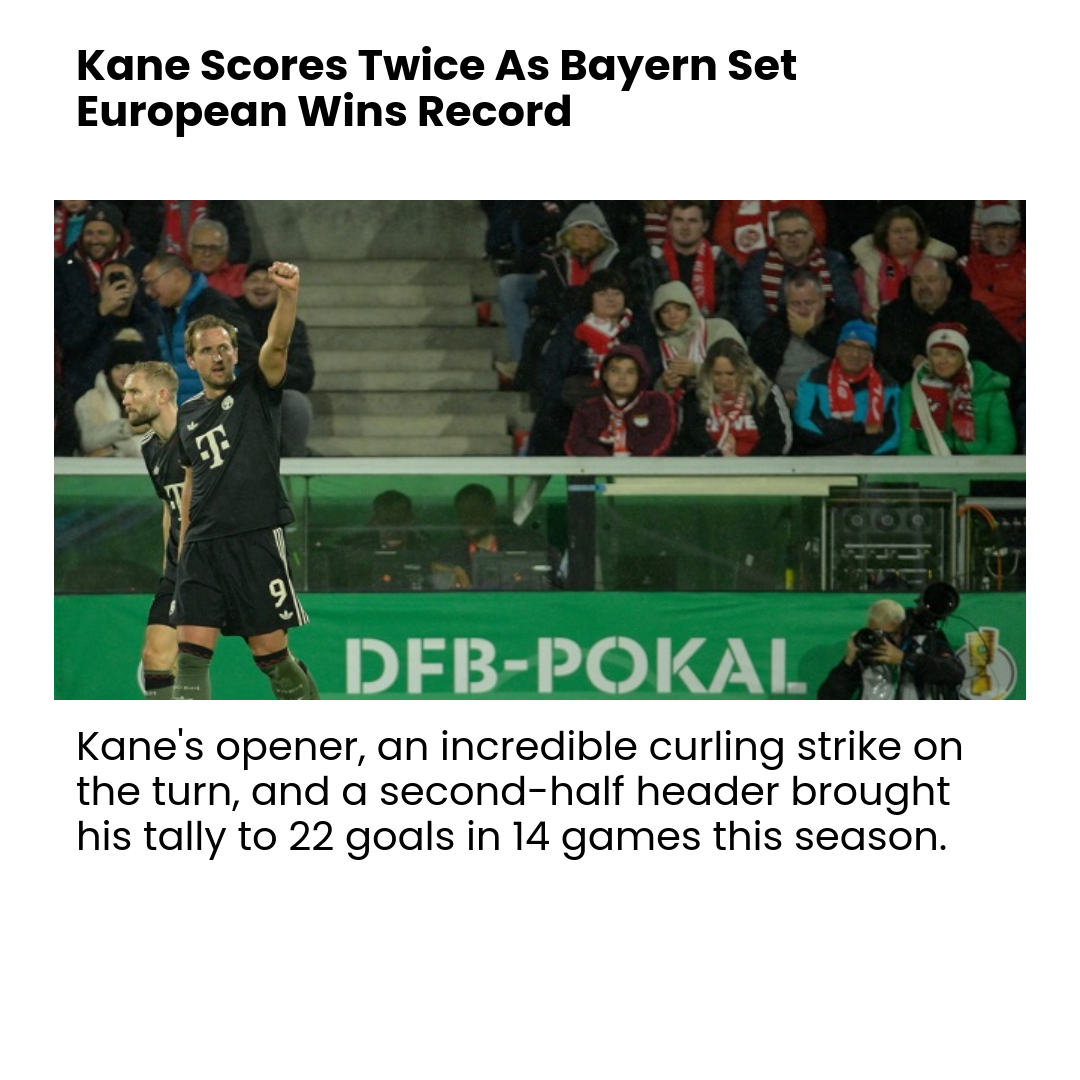 Kane Scores Twice As Bayern Set
European Wins Record
T
9
DFB-POKAL
Kane's opener, an incredible curling strike on
the turn, and a second-half header brought
his tally to 22 goals in 14 games this season.